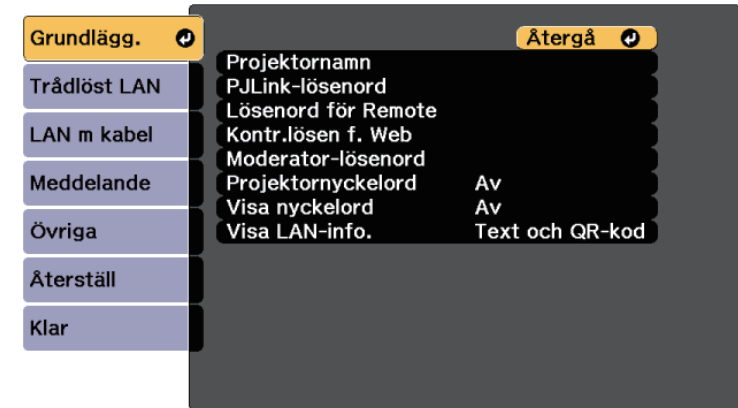 Grundlägg.
Trådlöst LAN
LAN m kabel
Meddelande
Övriga
Återställ
Klar
Återgå
Projektornamn
PJLink-lösenord
Lösenord för Remote
Kontr.lösen f. Web
Moderator-lösenord
Projektornyckelord Av
Visa nyckelord Av
Visa LAN-info. Text och QR-kod